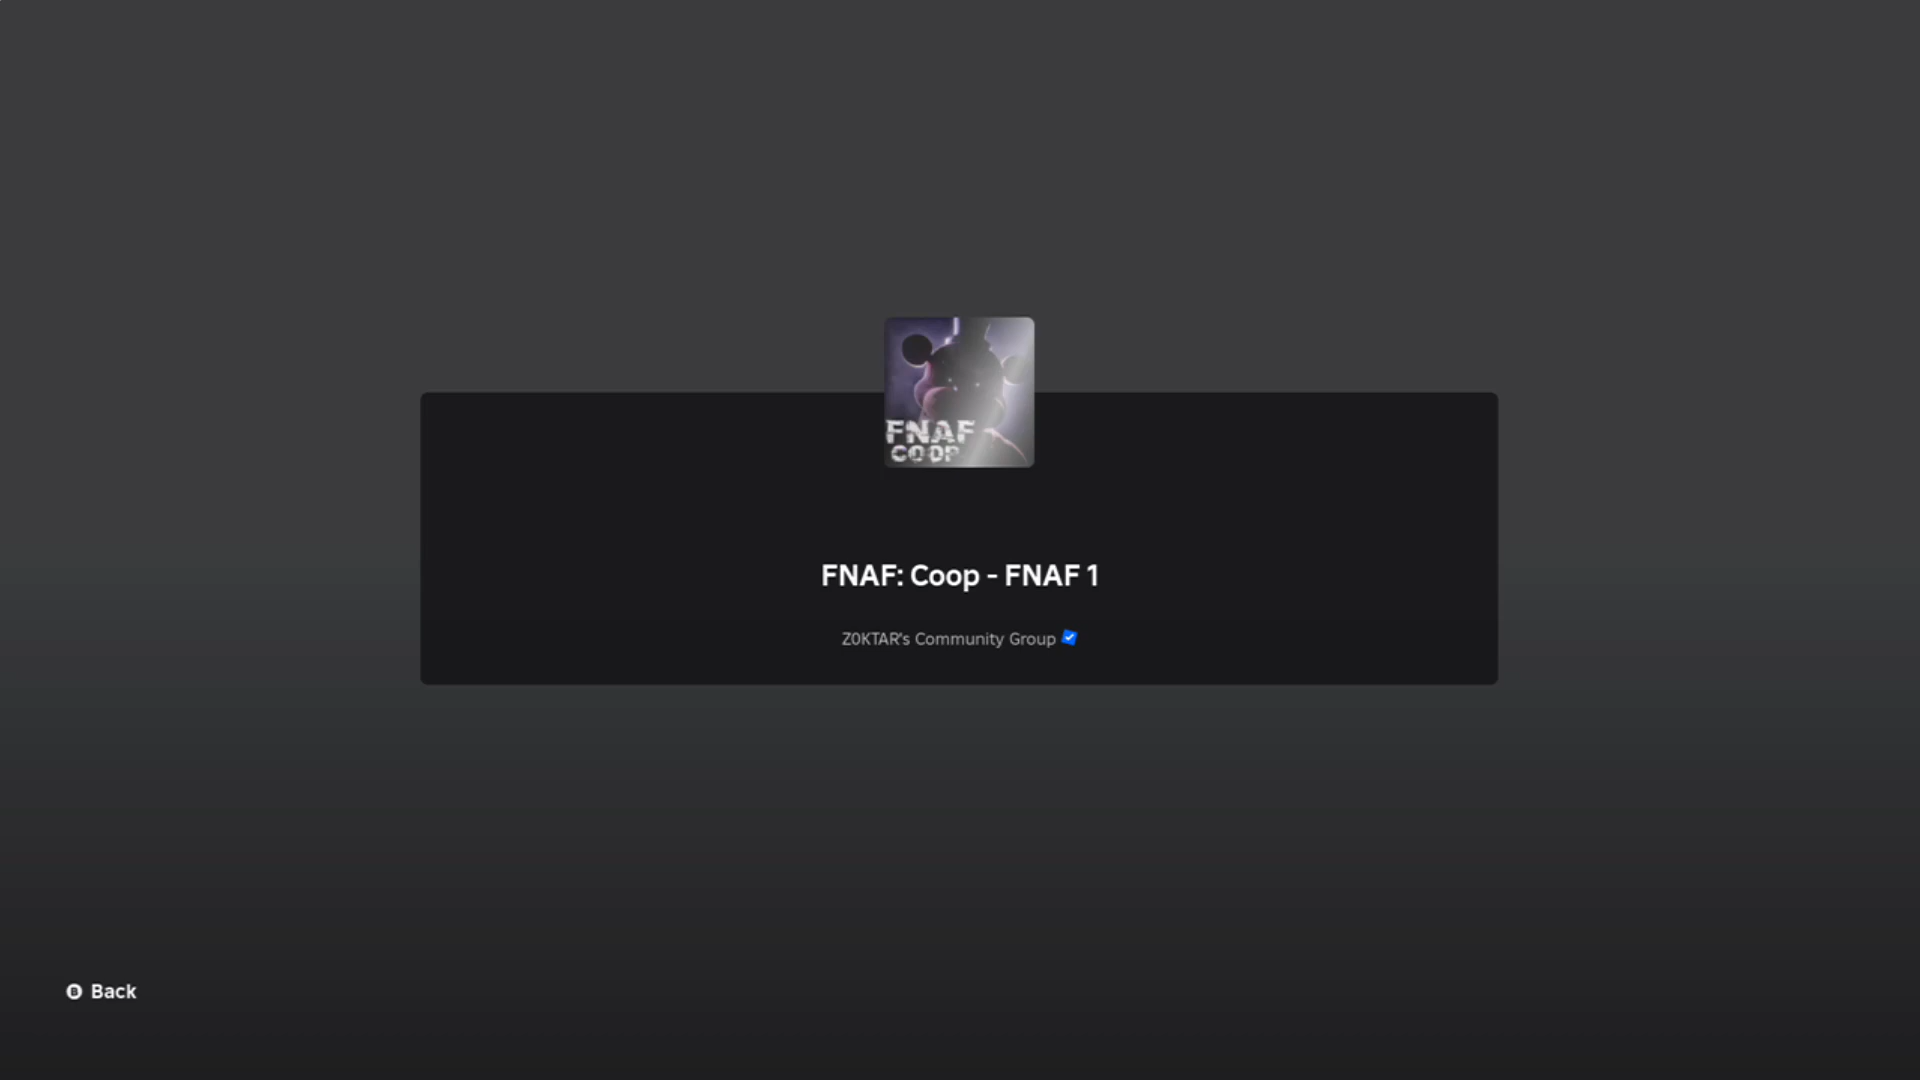 FNAF
COOP
FNAF: Coop - FNAF 1
Z0KTAR's Community Group
B Back